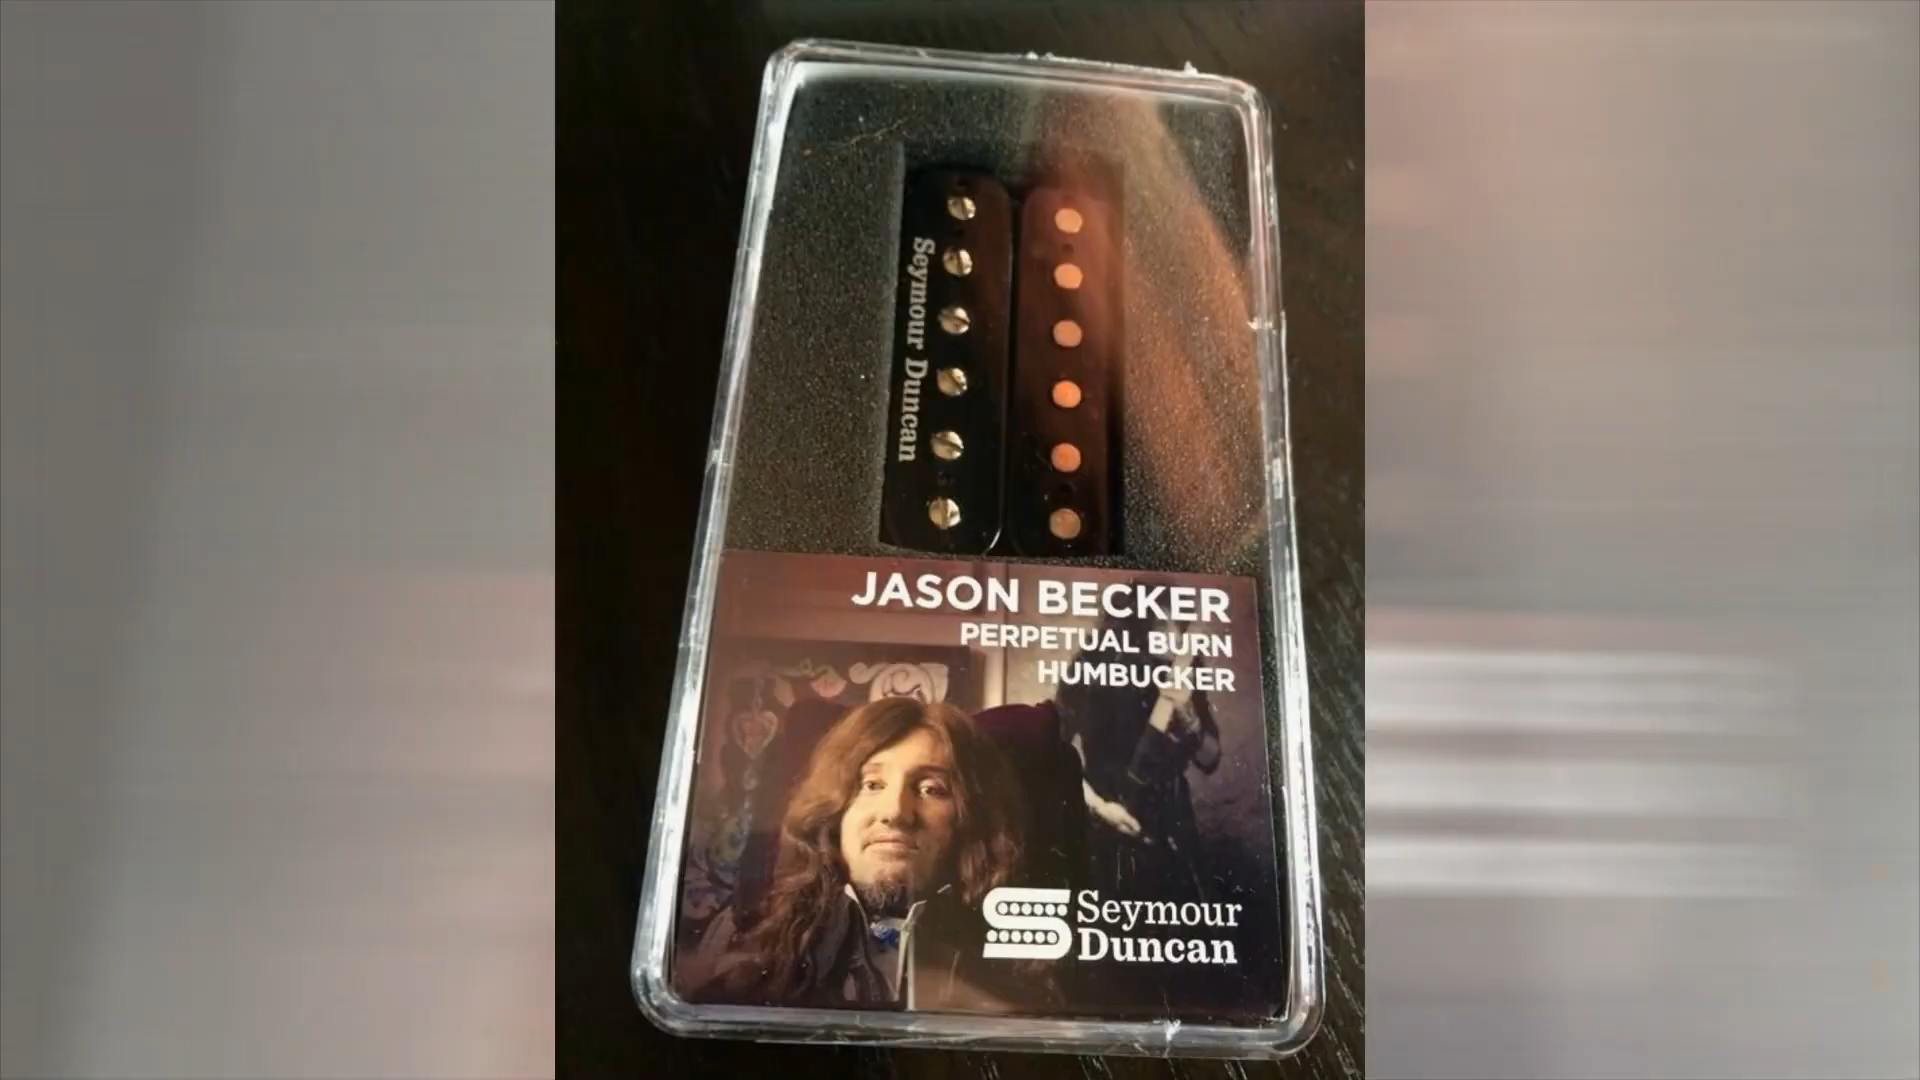 Seymour Duncan
JASON BECKER
PERPETUAL BURN
HUMBUCKER
Seymour
Duncan